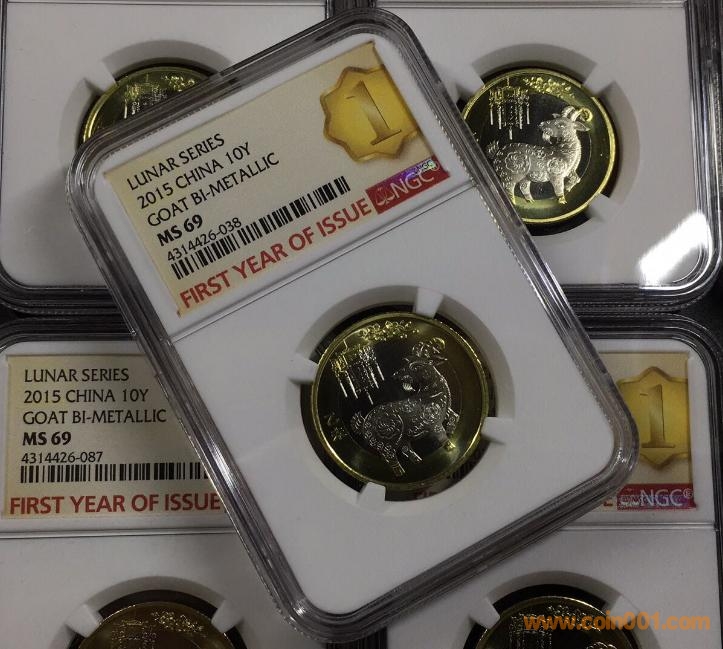 LUNAR SERIES
2015 CHINA 10Y
GOAT BI-METALLIC
MS 69
4314426-038
FIRST YEAR OF ISSUE
NGC
1
LUNAR SERIES
2015 CHINA 10Y
GOAT BI-METALLIC
MS 69
4314426-087
FIRST YEAR OF ISSUE
1
NGC®
www.coin001.com